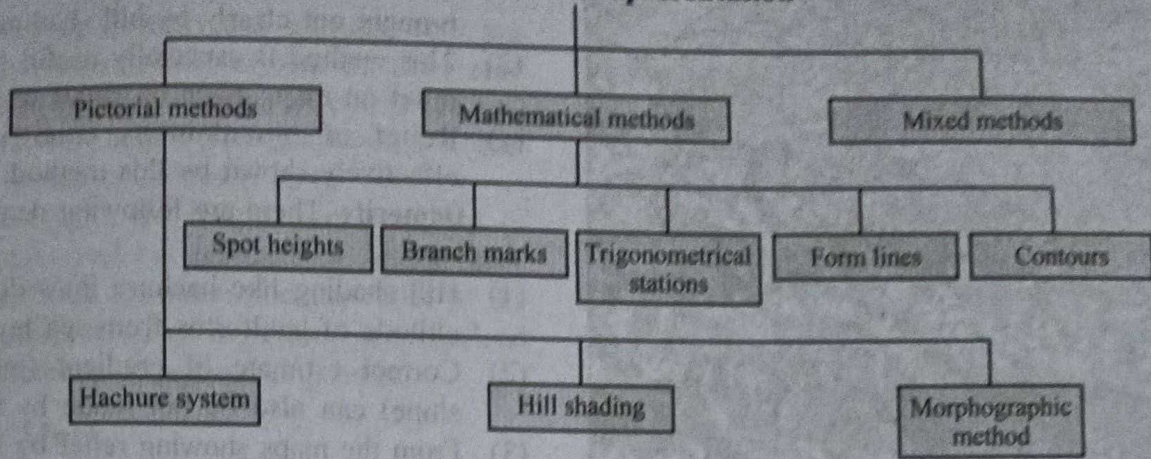 Pictorial methods
Mathematical methods
Mixed methods
Spot heights
Branch marks
Trigonometrical
stations
Form lines
Contours
Hachure system
Hill shading
Morphographic
method